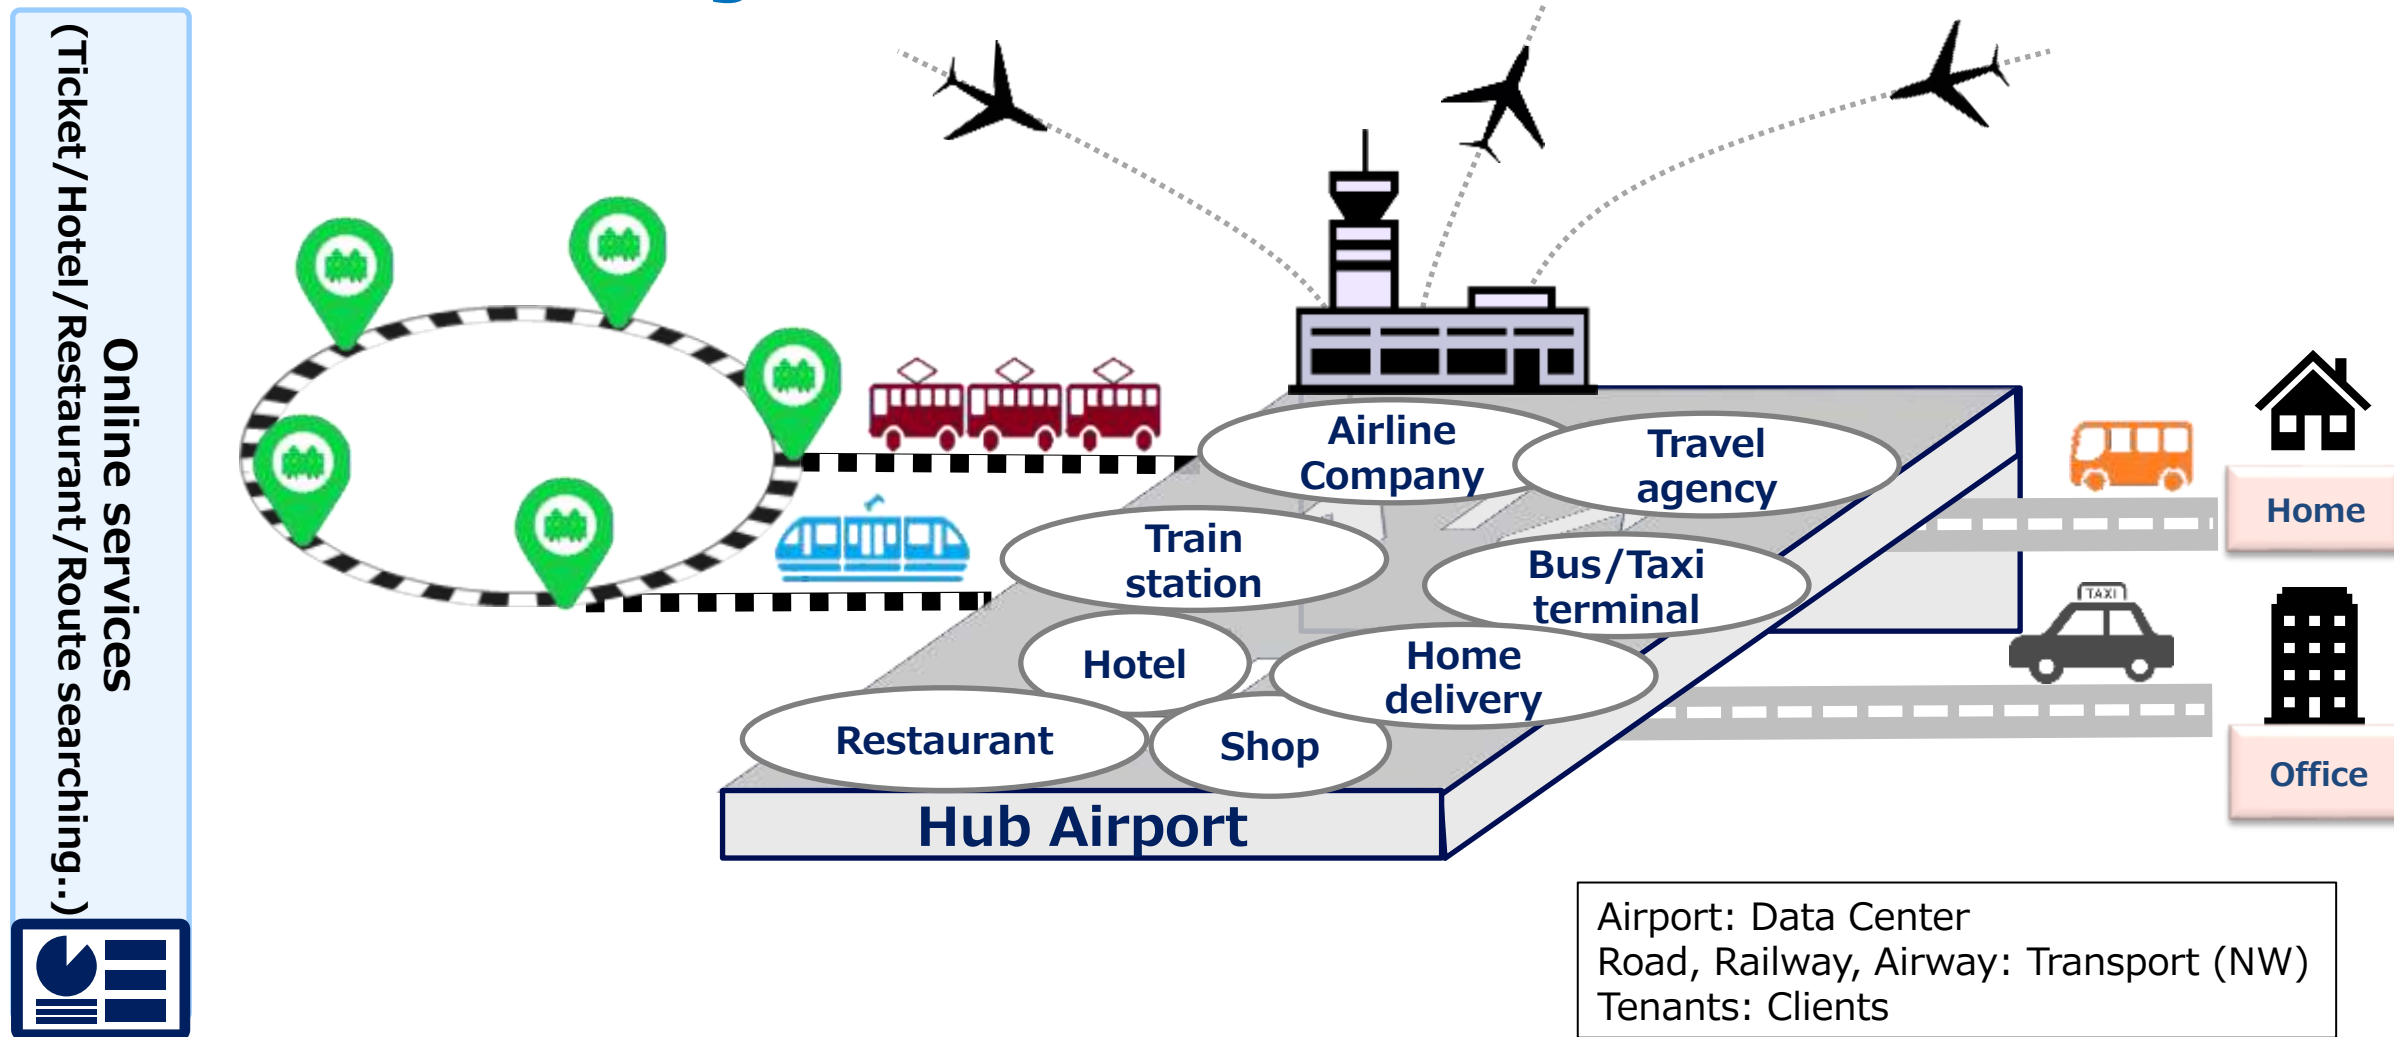 Online services
(Ticket/Hotel/Restaurant/Route searching..)
Airline
Company
Travel
agency
Train
station
Bus/Taxi
terminal
Hotel
Home
delivery
Restaurant
Shop
Hub Airport
Home
TAXI
Office
Airport: Data Center
Road, Railway, Airway: Transport (NW)
Tenants: Clients